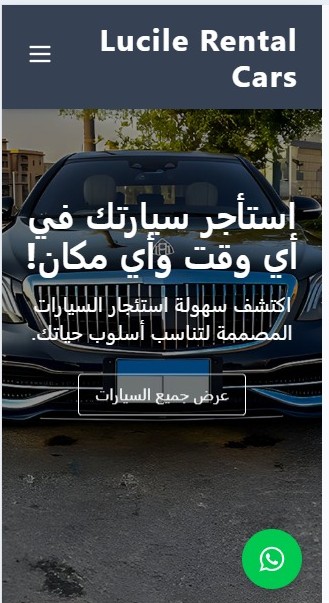 Lucile Rental
Cars
استأجر سيارتك في
أي وقت وأي مكان!
اكتشف سهولة استئجار السيارات
المصممة لتناسب أسلوب حياتك.
عرض جميع السيارات